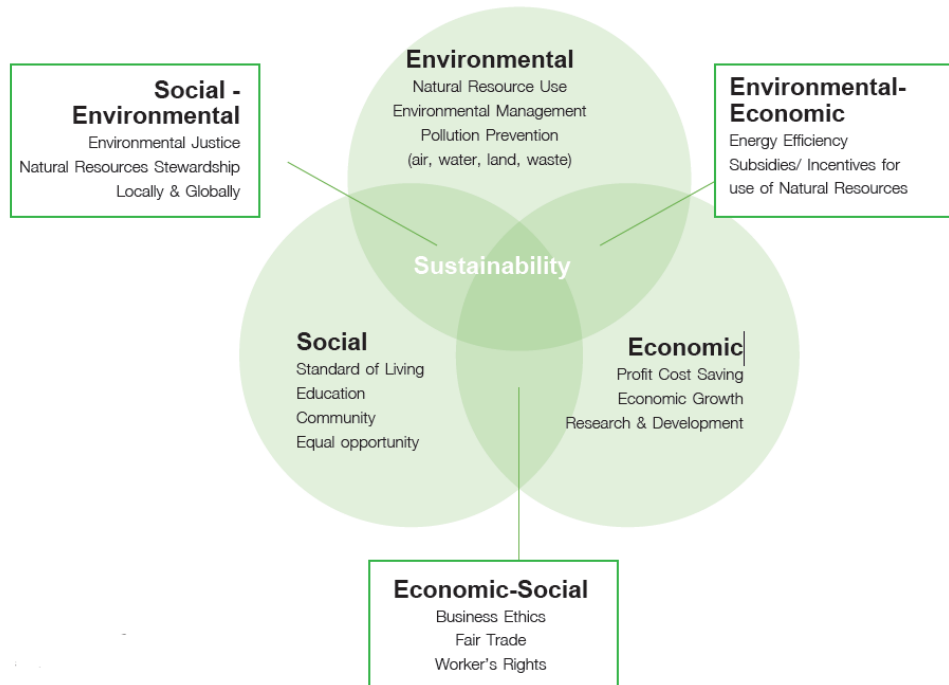 Environmental
Natural Resource Use
Environmental Management
Pollution Prevention
(air, water, land, waste)
Social -
Environmental
Environmental Justice
Natural Resources Stewardship
Locally & Globally
Environmental-
Economic
Energy Efficiency
Subsidies/ Incentives for
use of Natural Resources
Sustainability
Social
Standard of Living
Education
Community
Equal opportunity
Economic
Profit Cost Saving
Economic Growth
Research & Development
Economic-Social
Business Ethics
Fair Trade
Worker's Rights